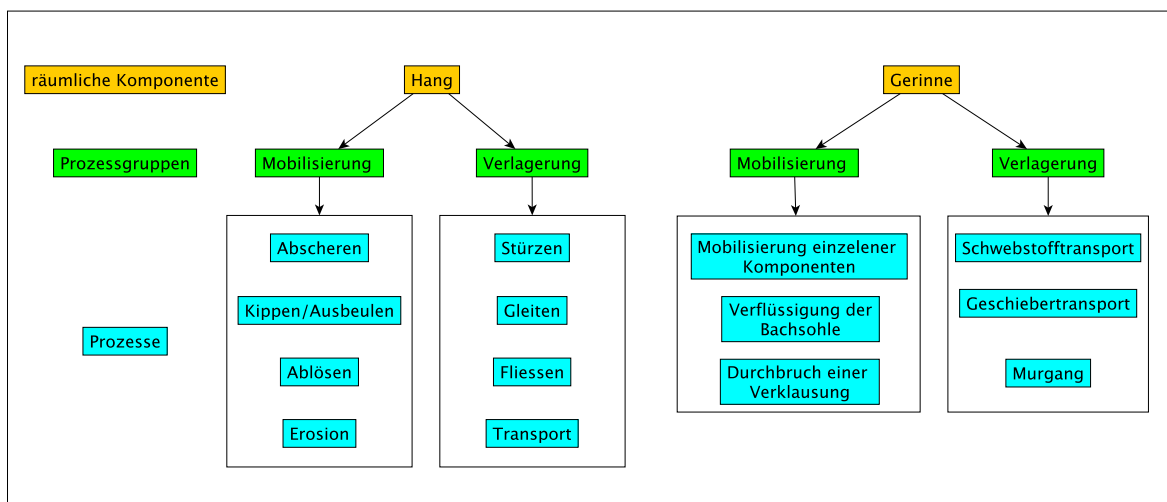 räumliche Komponente
Hang
Gerinne
Prozessgruppen
Mobilisierung
Verlagerung
Mobilisierung
Verlagerung
Prozesse
Abscheren
Kippen/Ausbeulen
Ablösen
Erosion
Stürzen
Gleiten
Fliessen
Transport
Mobilisierung einzelener
Komponenten
Verflüssigung der
Bachsohle
Durchbruch einer
Verklausung
Schwebstofftransport
Geschiebertransport
Murgang